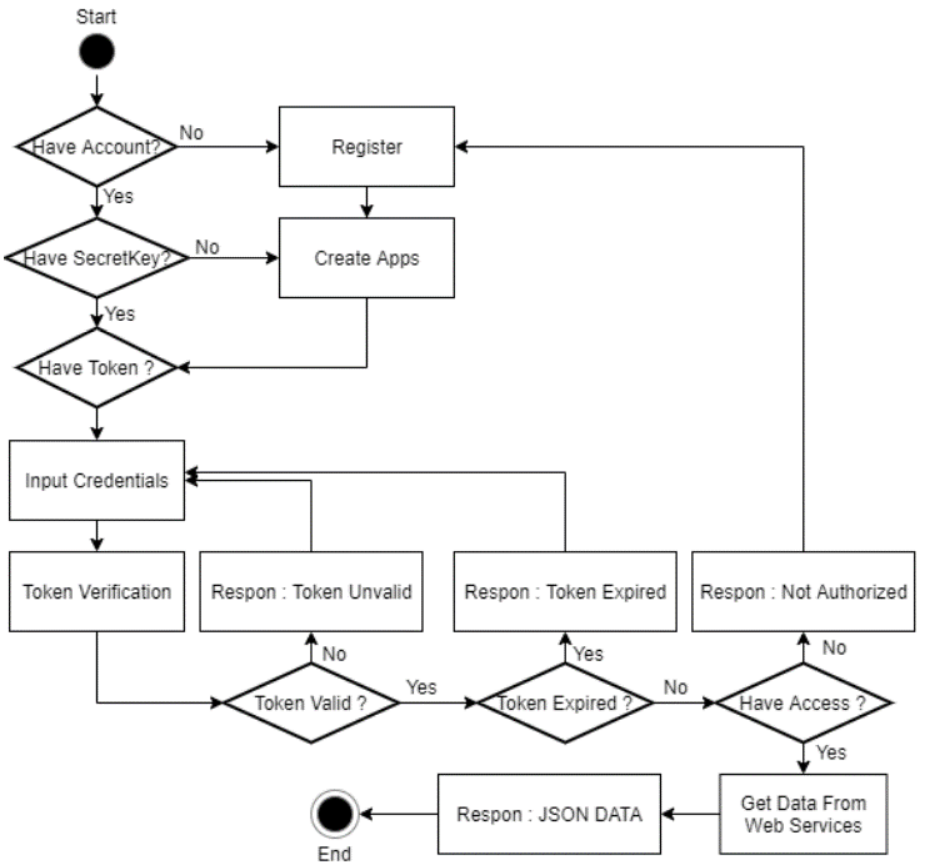 Start
Have Account?
No
Register
Yes
Have SecretKey?
No
Create Apps
Yes
Have Token ?
Input Credentials
Token Verification
Respon : Token Unvalid
Respon : Token Expired
Respon : Not Authorized
No
Yes
No
Token Valid ?
Yes
Token Expired ?
No
Have Access ?
Yes
Get Data From
Web Services
Respon : JSON DATA
End